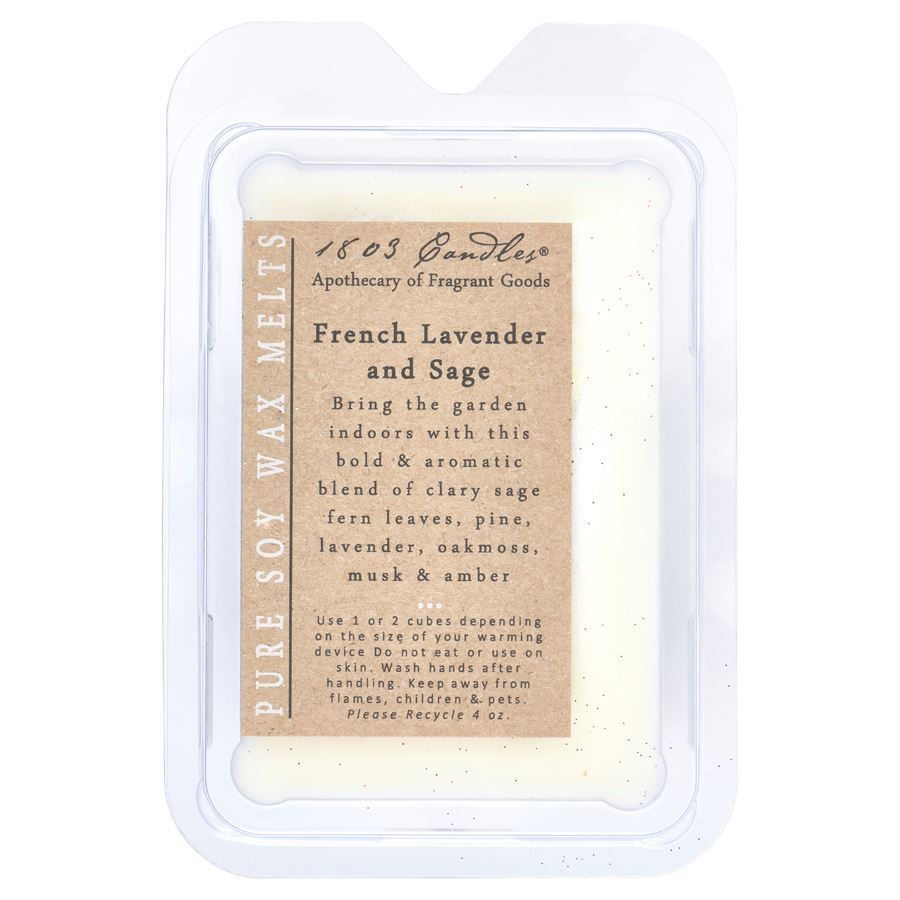 PURE SOY WAX MELTS
1803 Candles®
Apothecary of Fragrant Goods
French Lavender
and Sage
Bring the garden
indoors with this
bold & aromatic
blend of clary sage
fern leaves, pine,
lavender, oakmoss,
musk & amber
•••
Use 1 or 2 cubes depending
on the size of your warming
device Do not eat or use on
skin. Wash hands after
handling. Keep away from
flames, children & pets.
Please Recycle 4 oz.